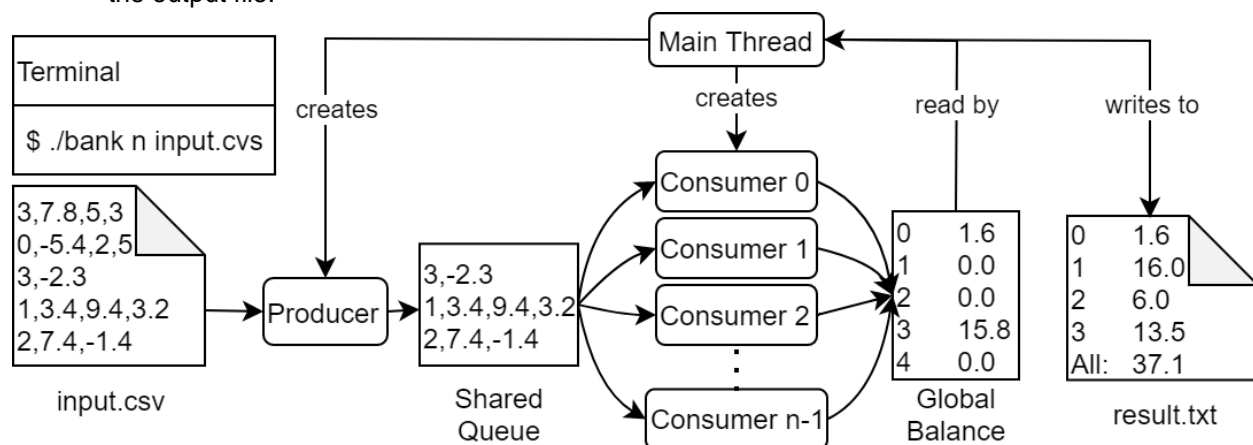 the output file.
Main Thread
Terminal
$ ./bank n input.cvs
creates
creates
read by
writes to
3,7.8,5,3
0,-5.4,2,5
3,-2.3
1,3.4,9.4,3.2
2,7.4,-1.4
input.csv
Producer
3,-2.3
1,3.4,9.4,3.2
2,7.4,-1.4
Shared
Queue
Consumer 0
Consumer 1
Consumer 2
Consumer n-1
0 1.6
1 0.0
2 0.0
3 15.8
4 0.0
Global
Balance
0 1.6
1 16.0
2 6.0
3 13.5
All: 37.1
result.txt